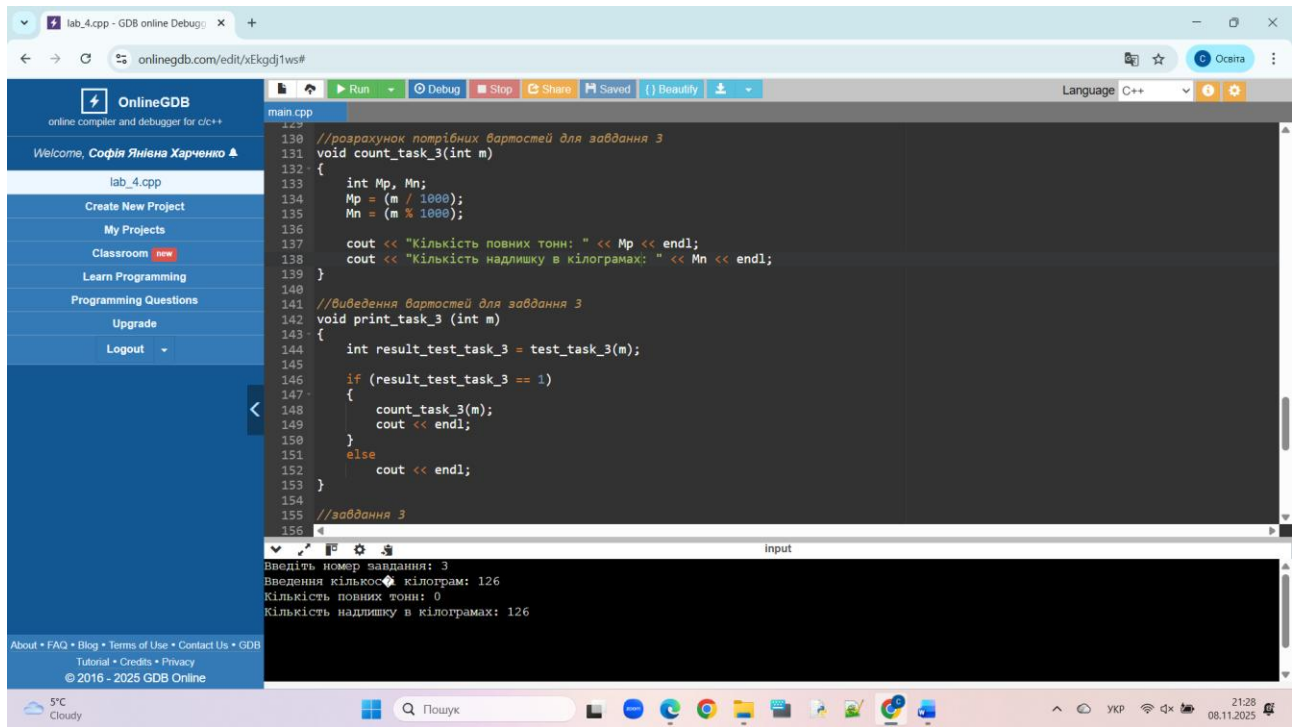 lab_4.cpp - GDB online Debugg
onlinegdb.com/edit/xEkgdj1ws#
Освіта
OnlineGDB
online compiler and debugger for c/c++
Welcome, Софія Янівна Харченко
lab_4.cpp
Create New Project
My Projects
Classroom new
Learn Programming
Programming Questions
Upgrade
Logout
About • FAQ • Blog • Terms of Use • Contact Us • GDB
Tutorial • Credits • Privacy
© 2016 - 2025 GDB Online
Run Debug Stop Share Saved { } Beautify
Language C++
main.cpp
129
130 //розрахунок потрібних вартостей для завдання 3
131 void count_task_3(int m)
132 {
133 int Mp, Mn;
134 Mp = (m / 1000);
135 Mn = (m % 1000);
136
137 cout << "Кількість повних тонн: " << Mp << endl;
138 cout << "Кількість надлишку в кілограмах: " << Mn << endl;
139 }
140
141 //виведення вартостей для завдання 3
142 void print_task_3 (int m)
143 {
144 int result_test_task_3 = test_task_3(m);
145
146 if (result_test_task_3 == 1)
147 {
148 count_task_3(m);
149 cout << endl;
150 }
151 else
152 cout << endl;
153 }
154
155 //завдання 3
156
input
Введіть номер завдання: 3
Введення кількос�і кілограм: 126
Кількість повних тонн: 0
Кількість надлишку в кілограмах: 126
5°C
Cloudy
Пошук
УКР
21:28
08.11.2025